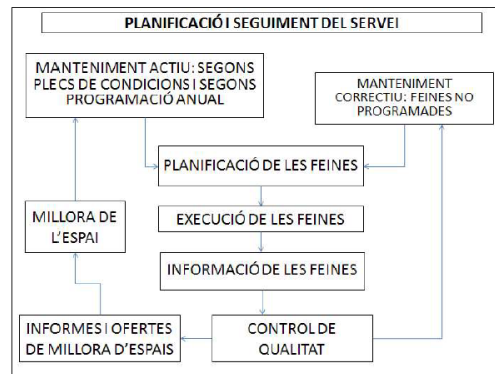 PLANIFICACIÓ I SEGUIMENT DEL SERVEI
MANTENIMENT ACTIU: SEGONS
PLECS DE CONDICIONS I SEGONS
PROGRAMACIÓ ANUAL
MANTENIMENT
CORRECTIU: FEINES NO
PROGRAMADES
PLANIFICACIÓ DE LES FEINES
EXECUCIÓ DE LES FEINES
MILLORA DE
L'ESPAI
INFORMACIÓ DE LES FEINES
INFORMES I OFERTES
DE MILLORA D'ESPAIS
CONTROL DE
QUALITAT